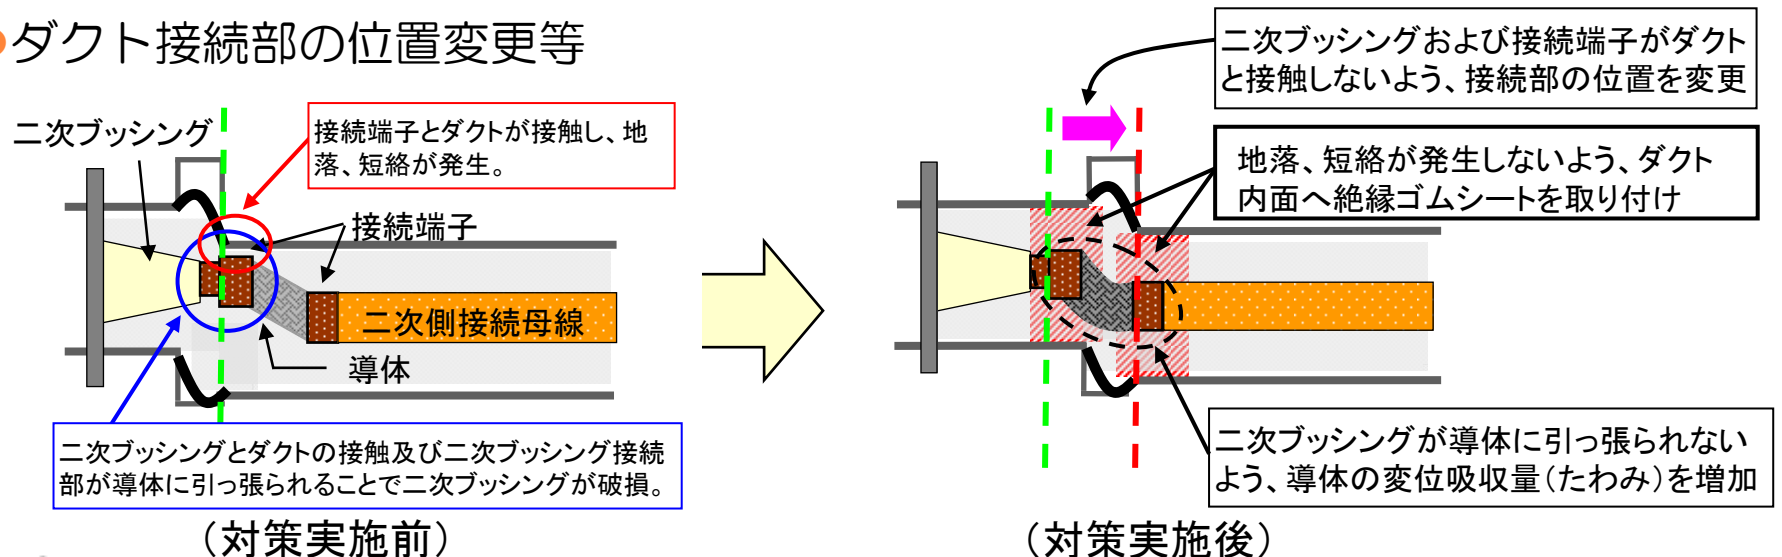 ダクト接続部の位置変更等
二次ブッシング
接続端子とダクトが接触し、地
落、短絡が発生。
接続端子
二次側接続母線
導体
二次ブッシングとダクトの接触及び二次ブッシング接続
部が導体に引っ張られることで二次ブッシングが破損。
（対策実施前）
二次ブッシングおよび接続端子がダクト
と接触しないよう、接続部の位置を変更
地落、短絡が発生しないよう、ダクト
内面へ絶縁ゴムシートを取り付け
二次ブッシングが導体に引っ張られない
よう、導体の変位吸収量（たわみ）を増加
（対策実施後）